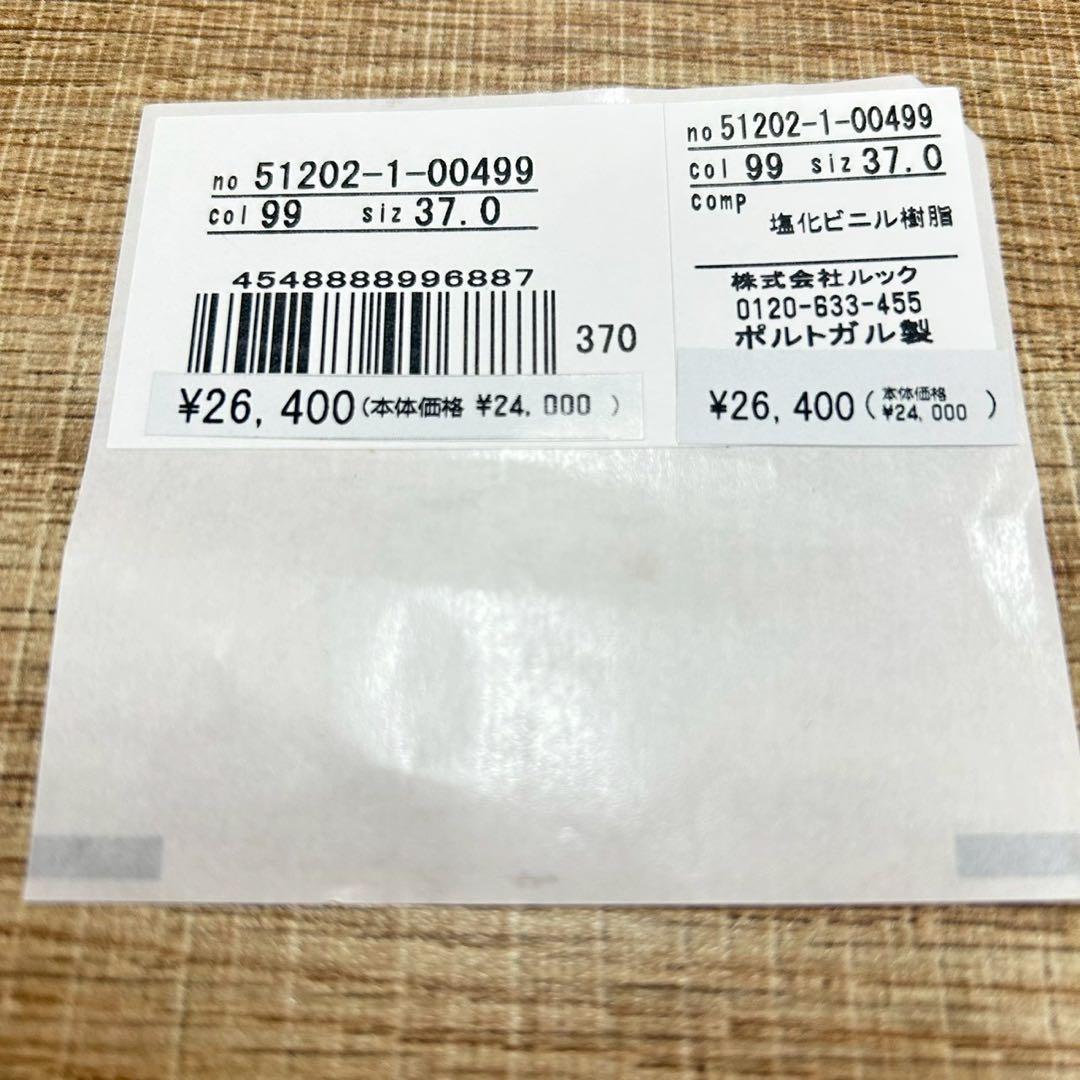 no 51202-1-00499
col 99 siz 37.0
4548888996887
370
¥26,400(本体価格 ¥24,000 )
no 51202-1-00499
col 99 siz 37.0
comp
塩化ビニル樹脂
株式会社ルック
0120-633-455
ポルトガル製
¥26,400(本体価格
¥24,000 )